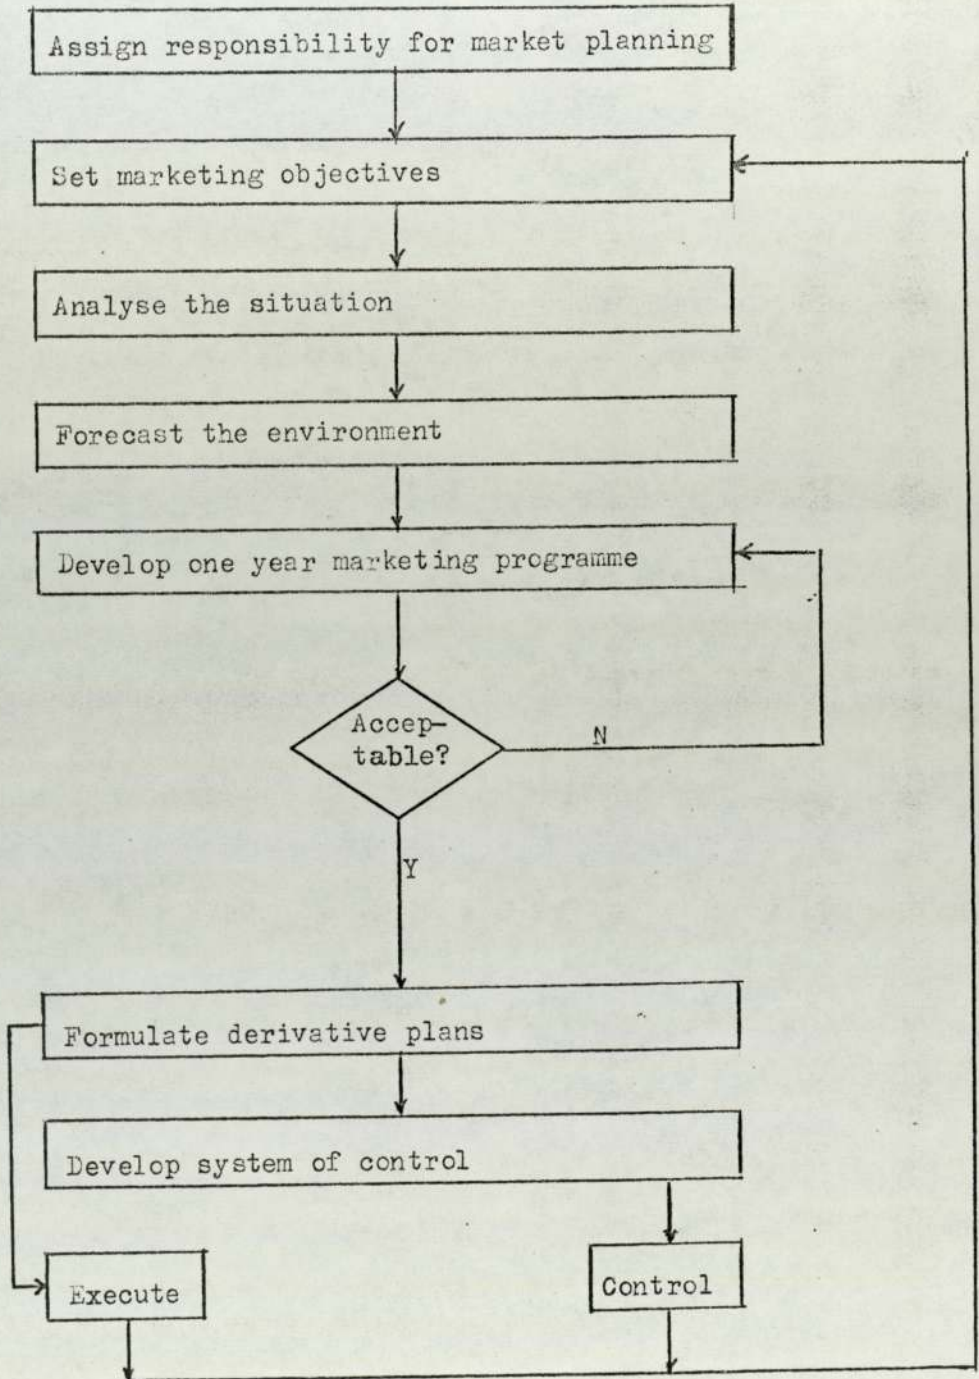 Assign responsibility for market planning
Set marketing objectives
Analyse the situation
Forecast the environment
Develop one year marketing programme
Accep-
table?
N
Y
Formulate derivative plans
Develop system of control
Execute
Control